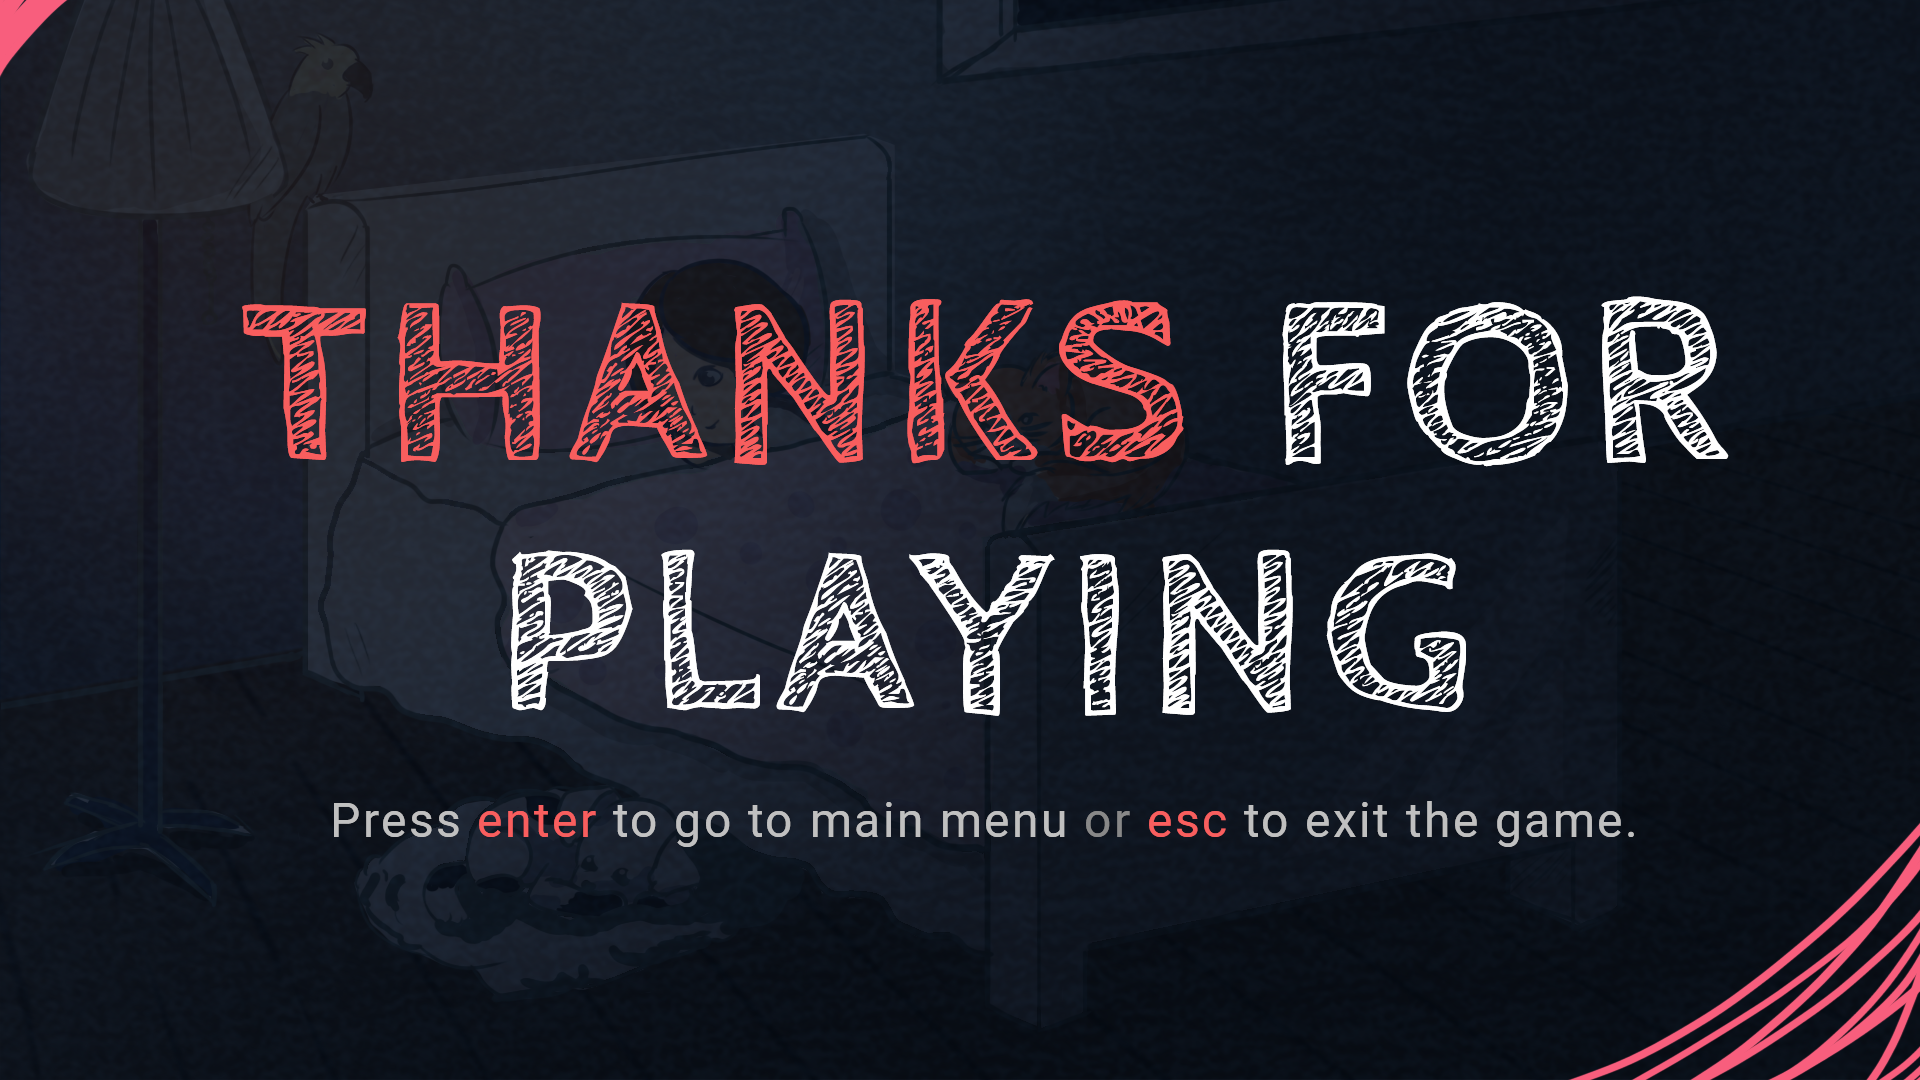 THANKS FOR
PLAYING
Press enter to go to main menu or esc to exit the game.